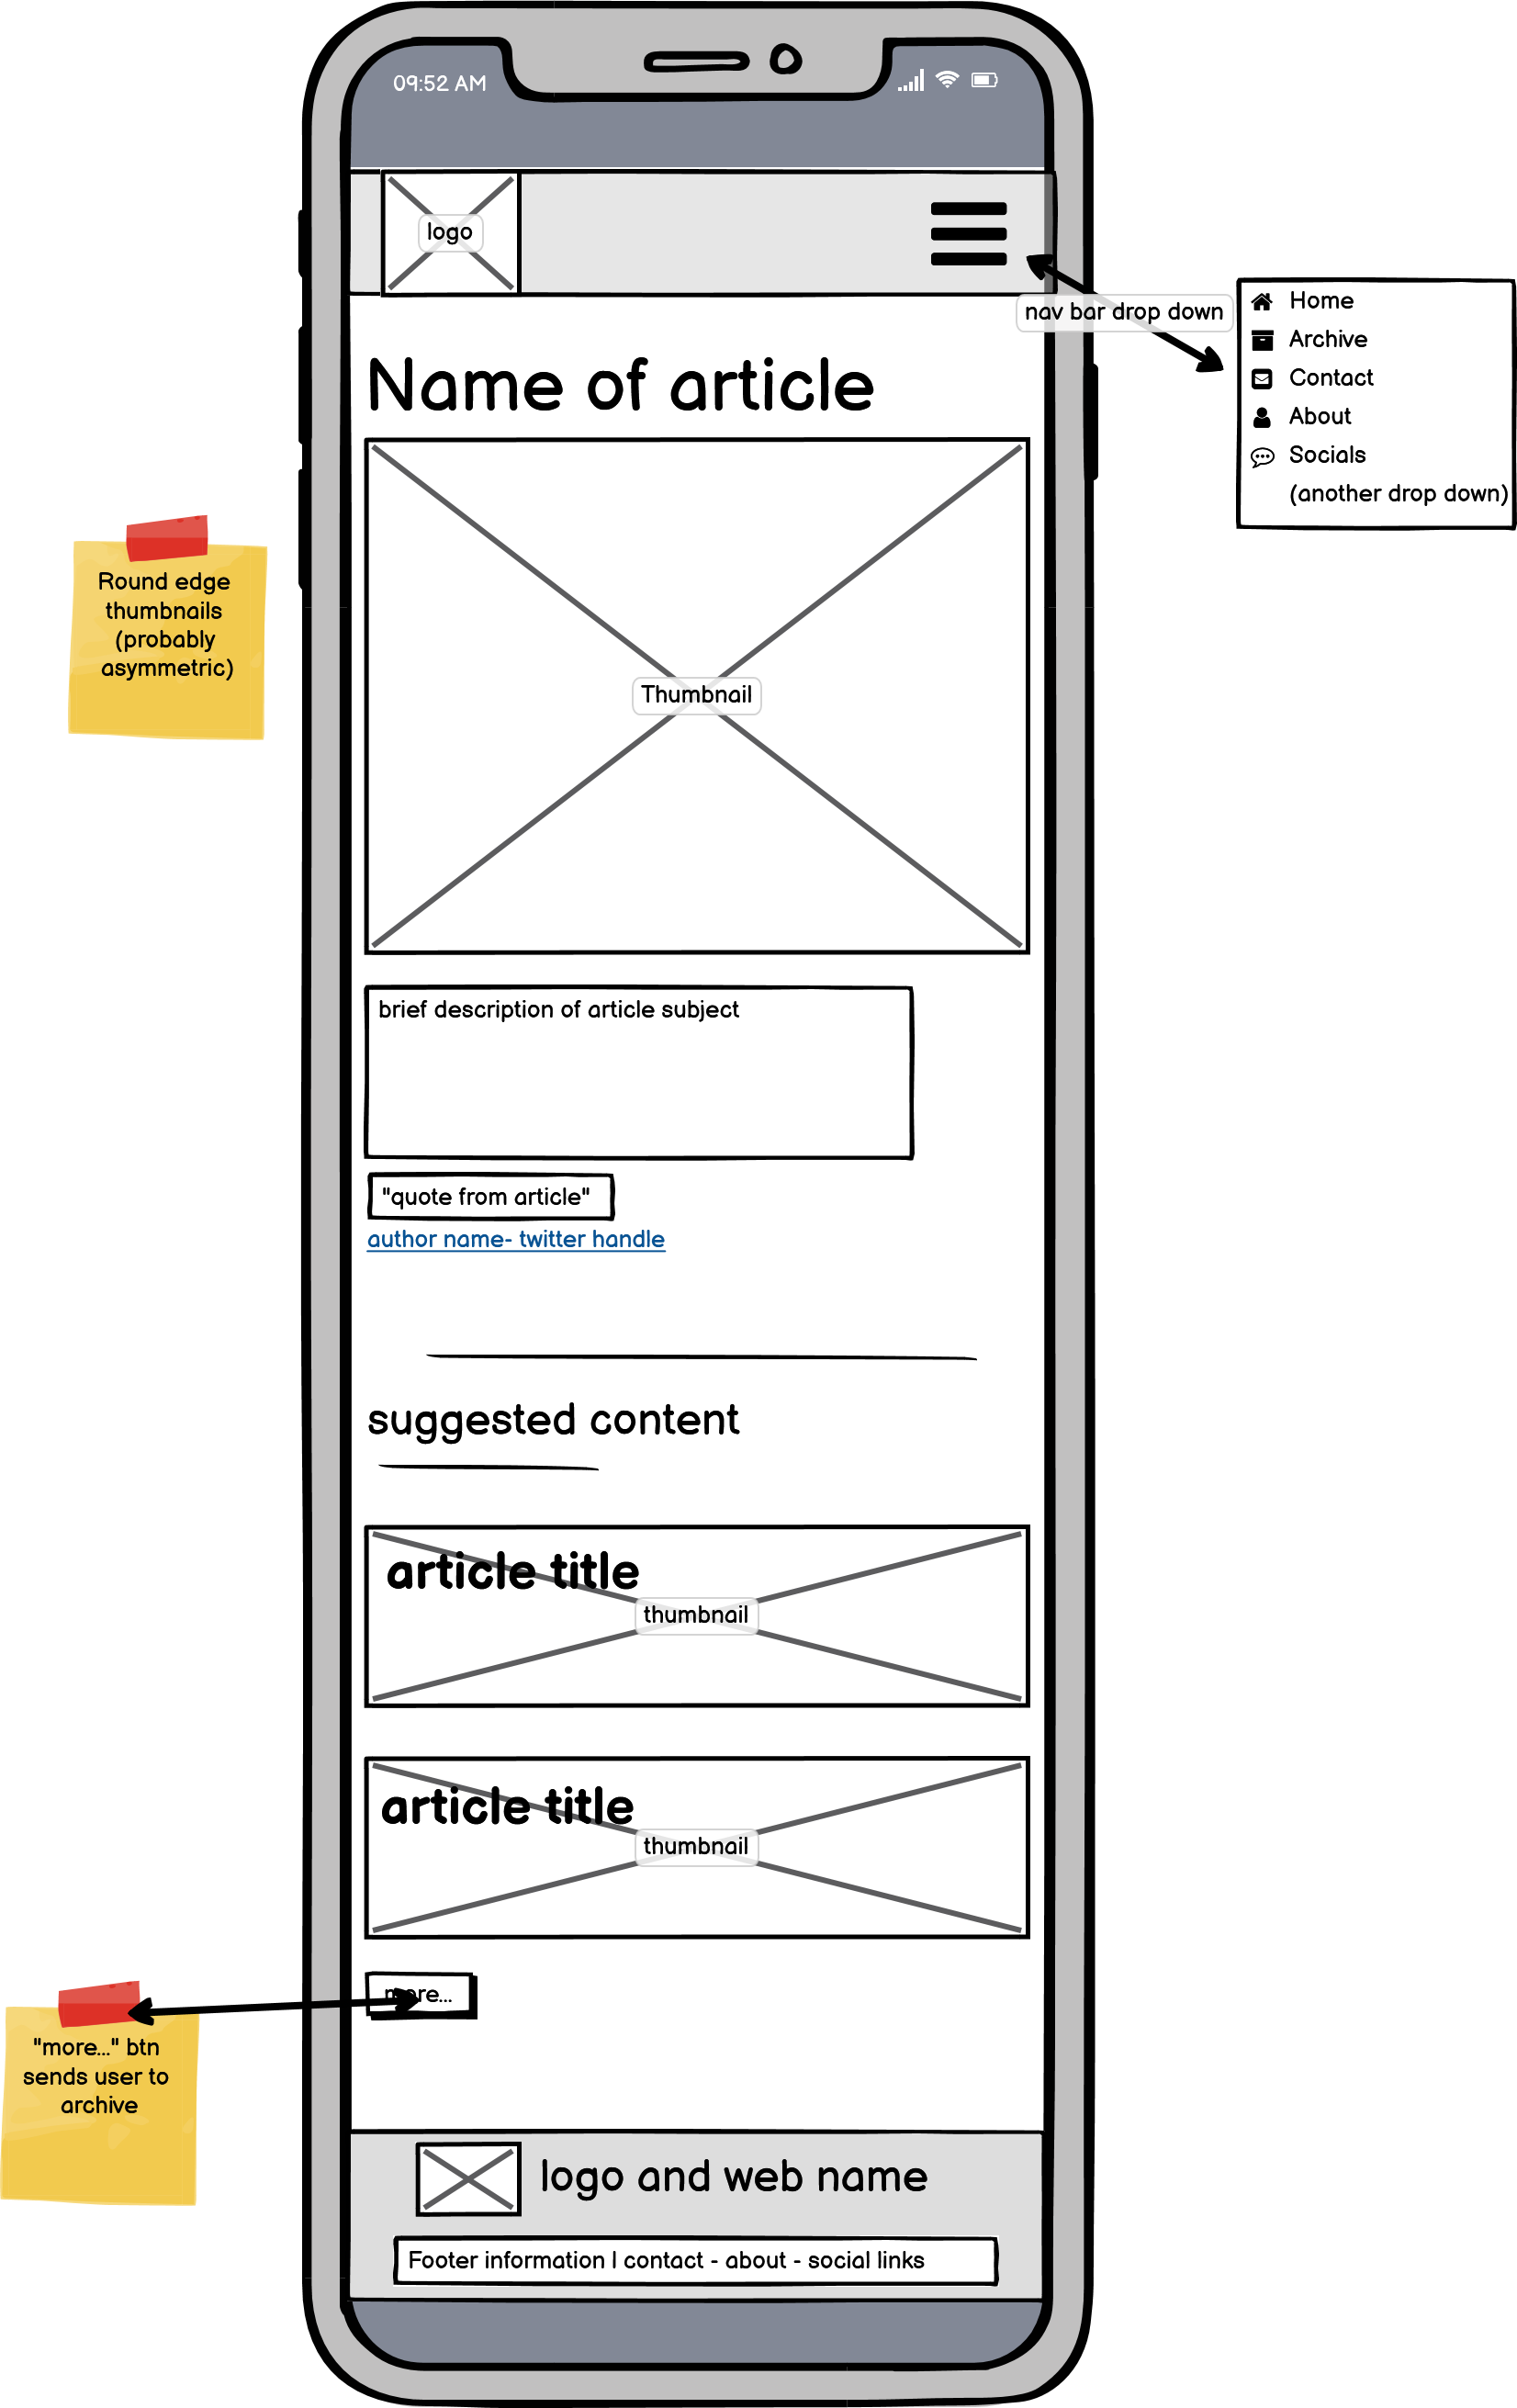 09:52 AM
logo
nav bar drop down
Home
Archive
Contact
About
Socials
(another drop down)
Name of article
Round edge
thumbnails
(probably
asymmetric)
Thumbnail
brief description of article subject
"quote from article"
author name- twitter handle
suggested content
article title
thumbnail
article title
thumbnail
more...
"more..." btn
sends user to
archive
logo and web name
Footer information | contact - about - social links